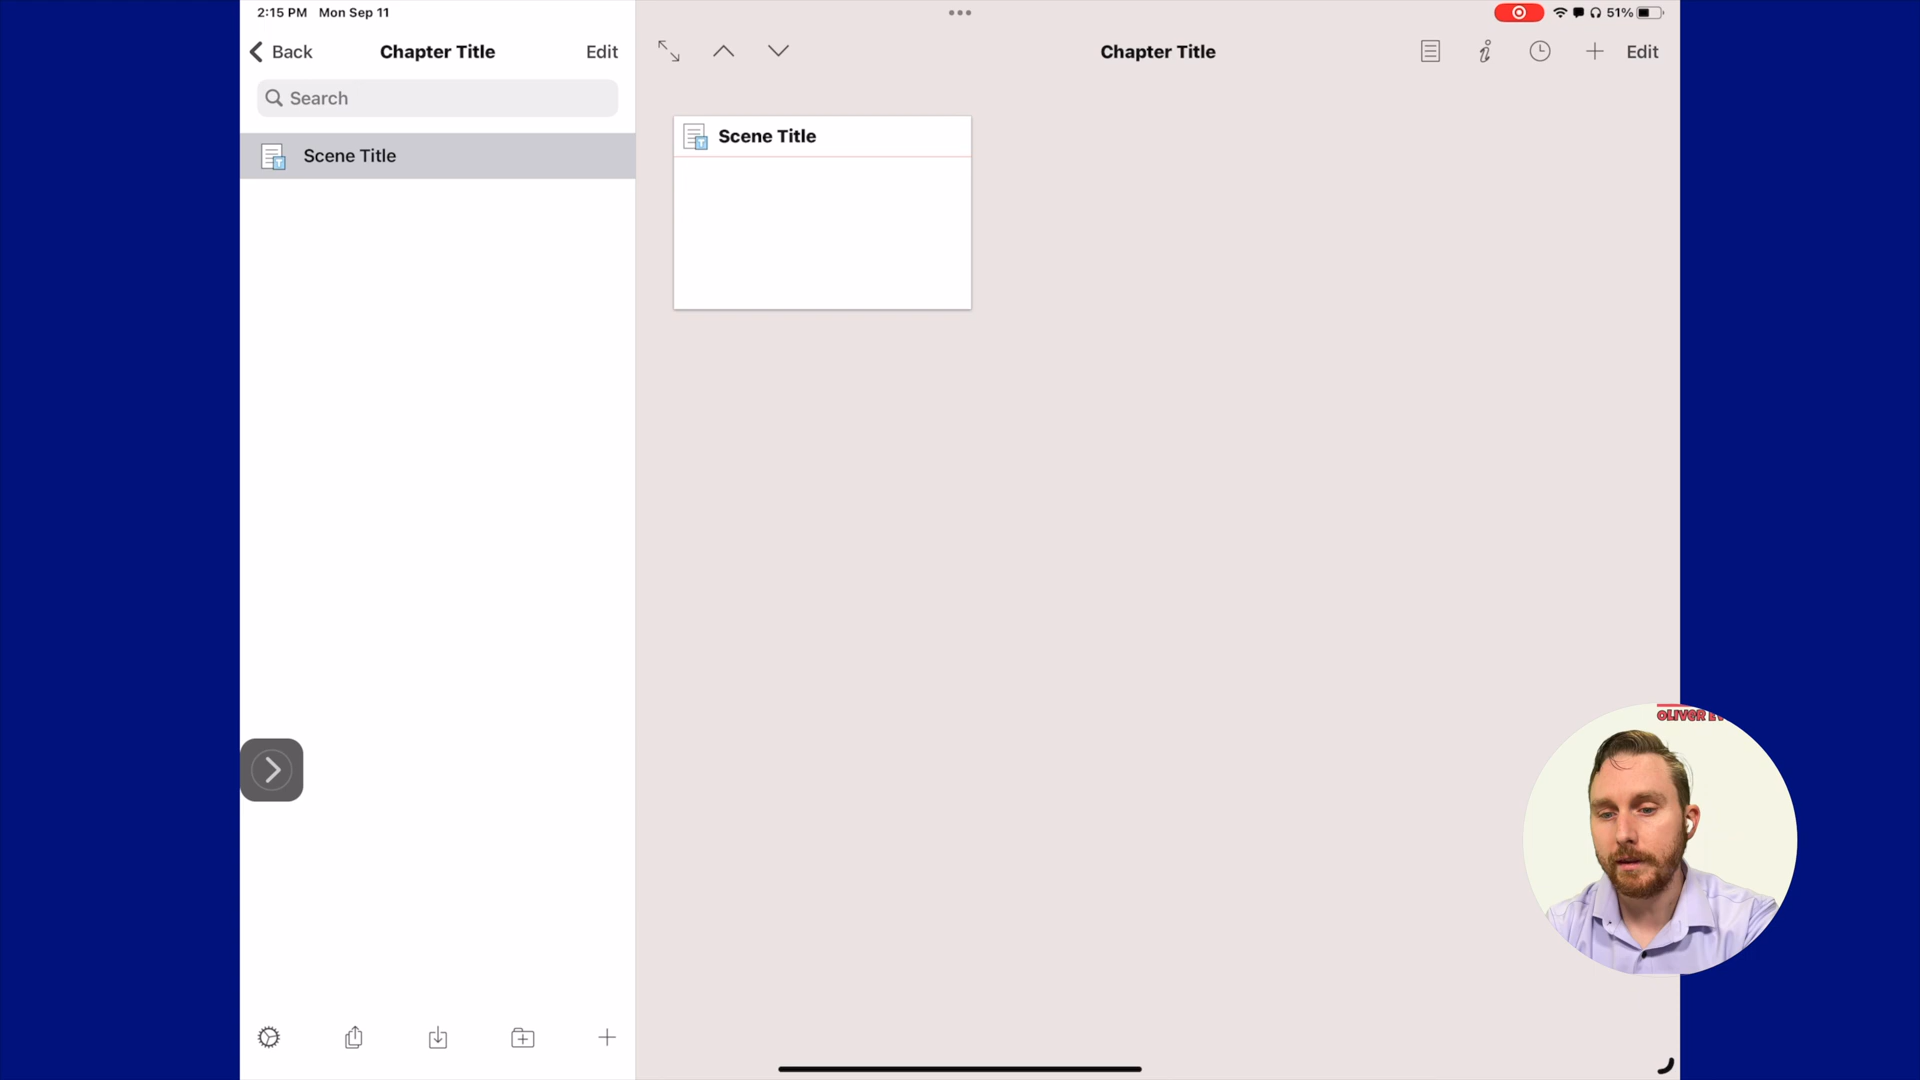 2:15 PM Mon Sep 11
51%
Back
Chapter Title
Edit
Chapter Title
Edit
Search
Scene Title
Scene Title
OLIVER